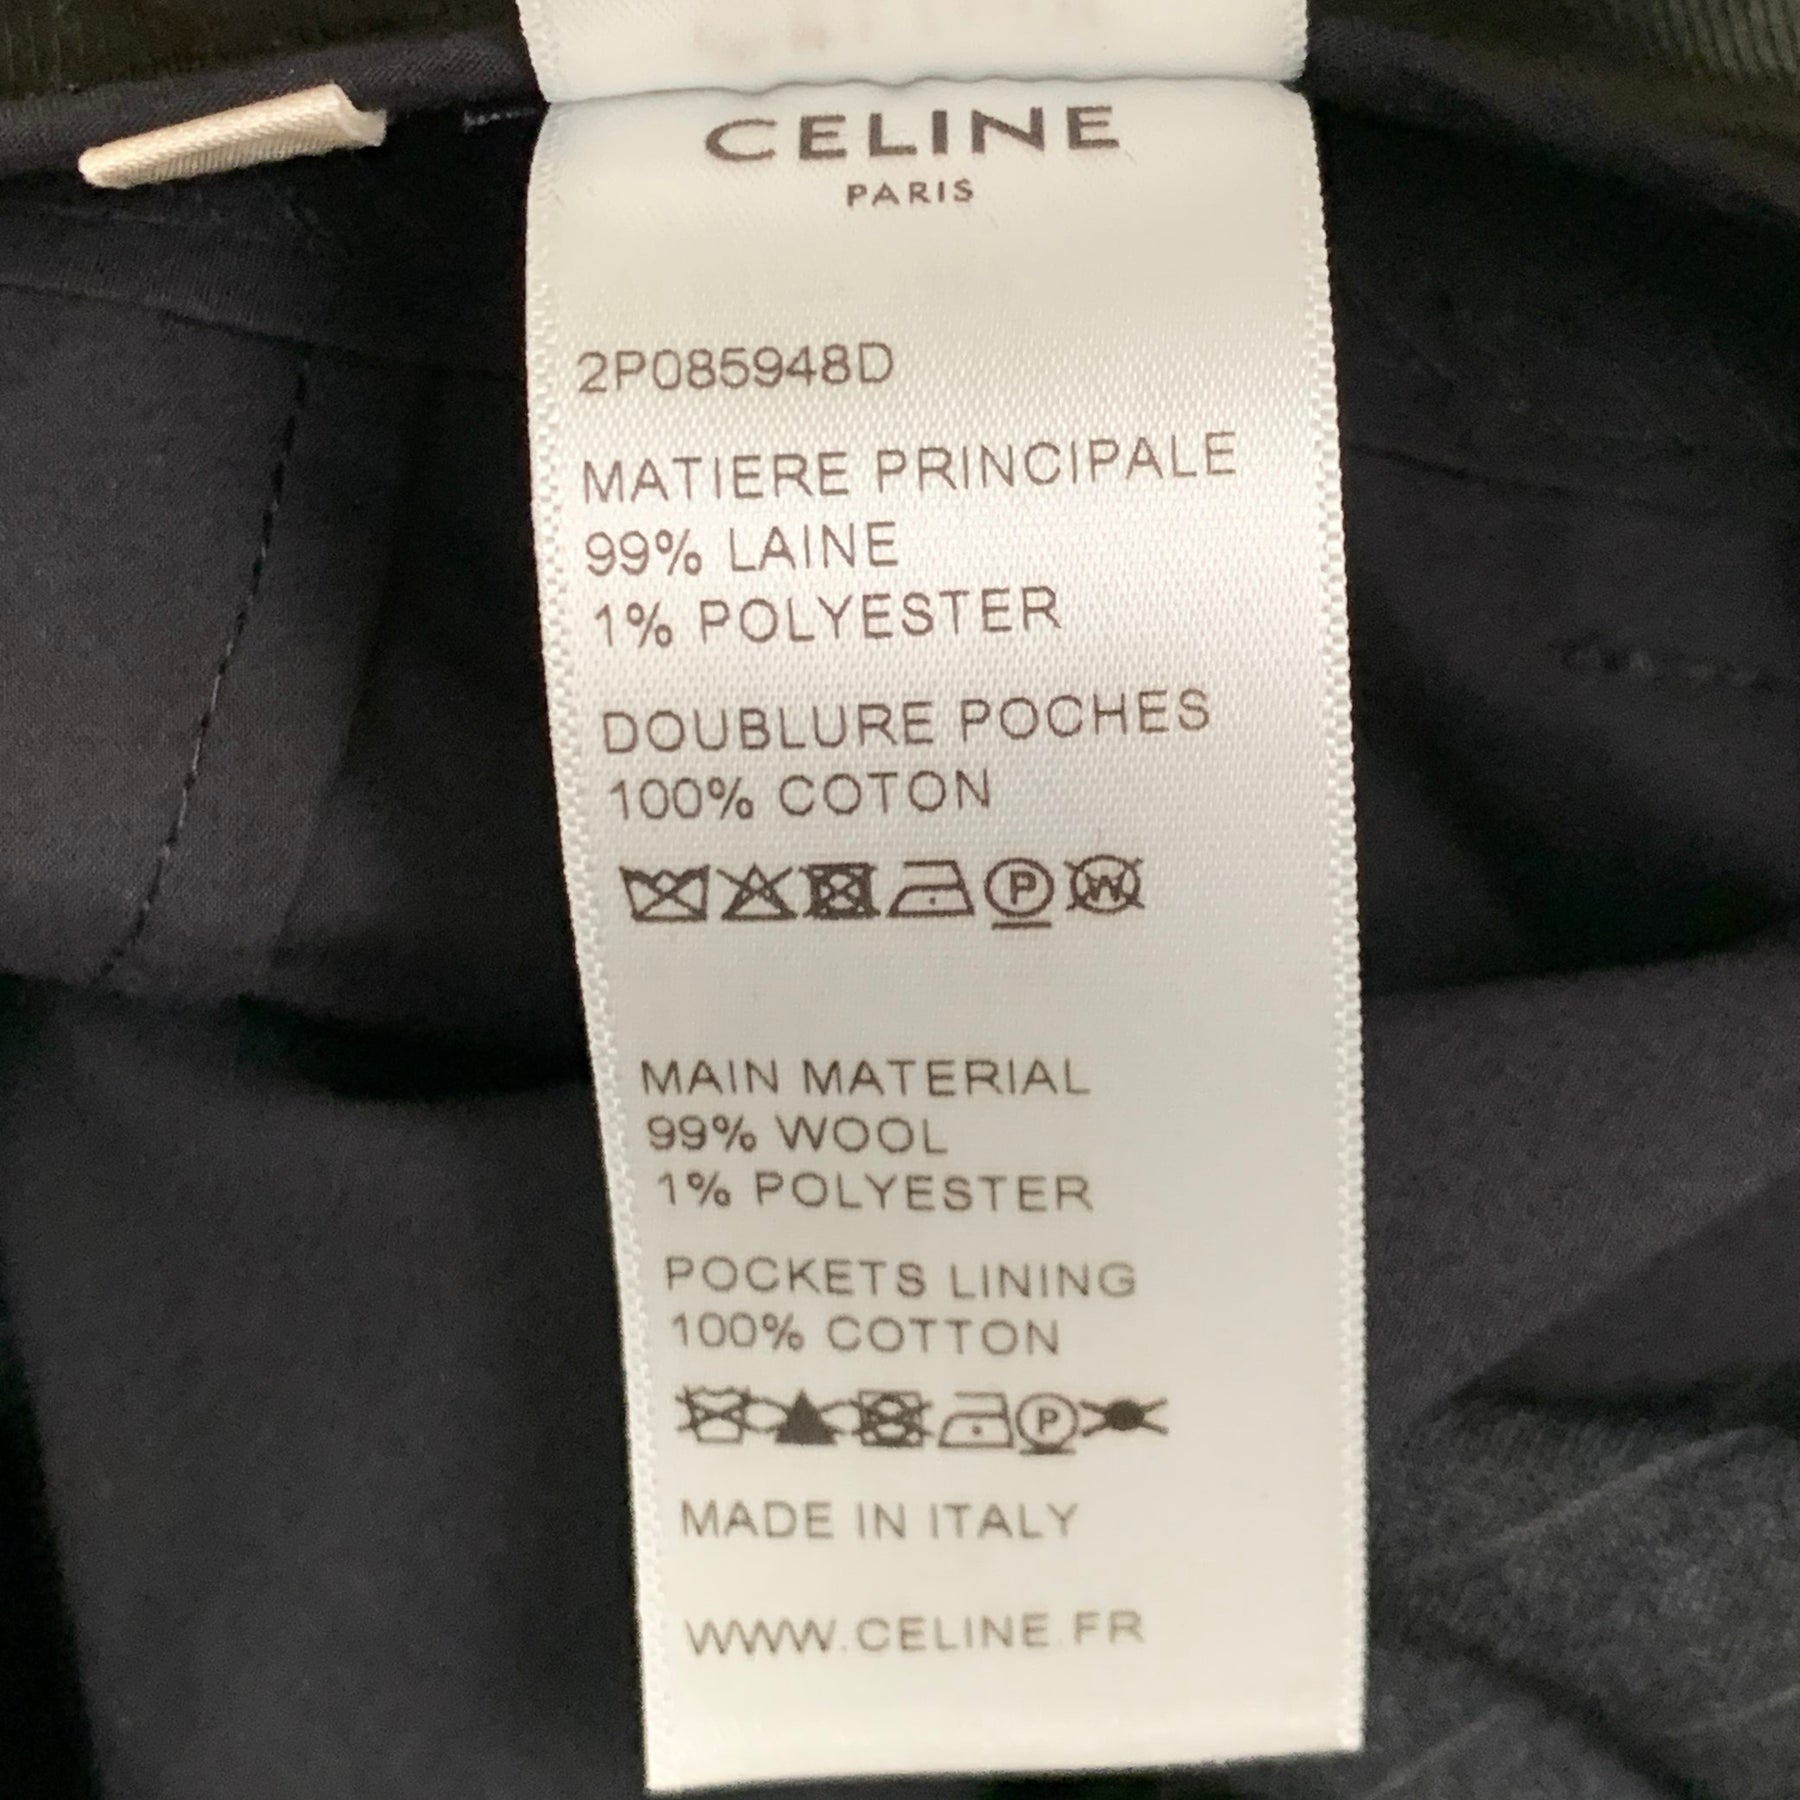 CELINE
PARIS
2P085948D
MATIERE PRINCIPALE
99% LAINE
1% POLYESTER
DOUBLURE POCHES
100% COTON
P W
MAIN MATERIAL
99% WOOL
1% POLYESTER
POCKETS LINING
100% COTTON
P
MADE IN ITALY
WWW.CELINE.FR